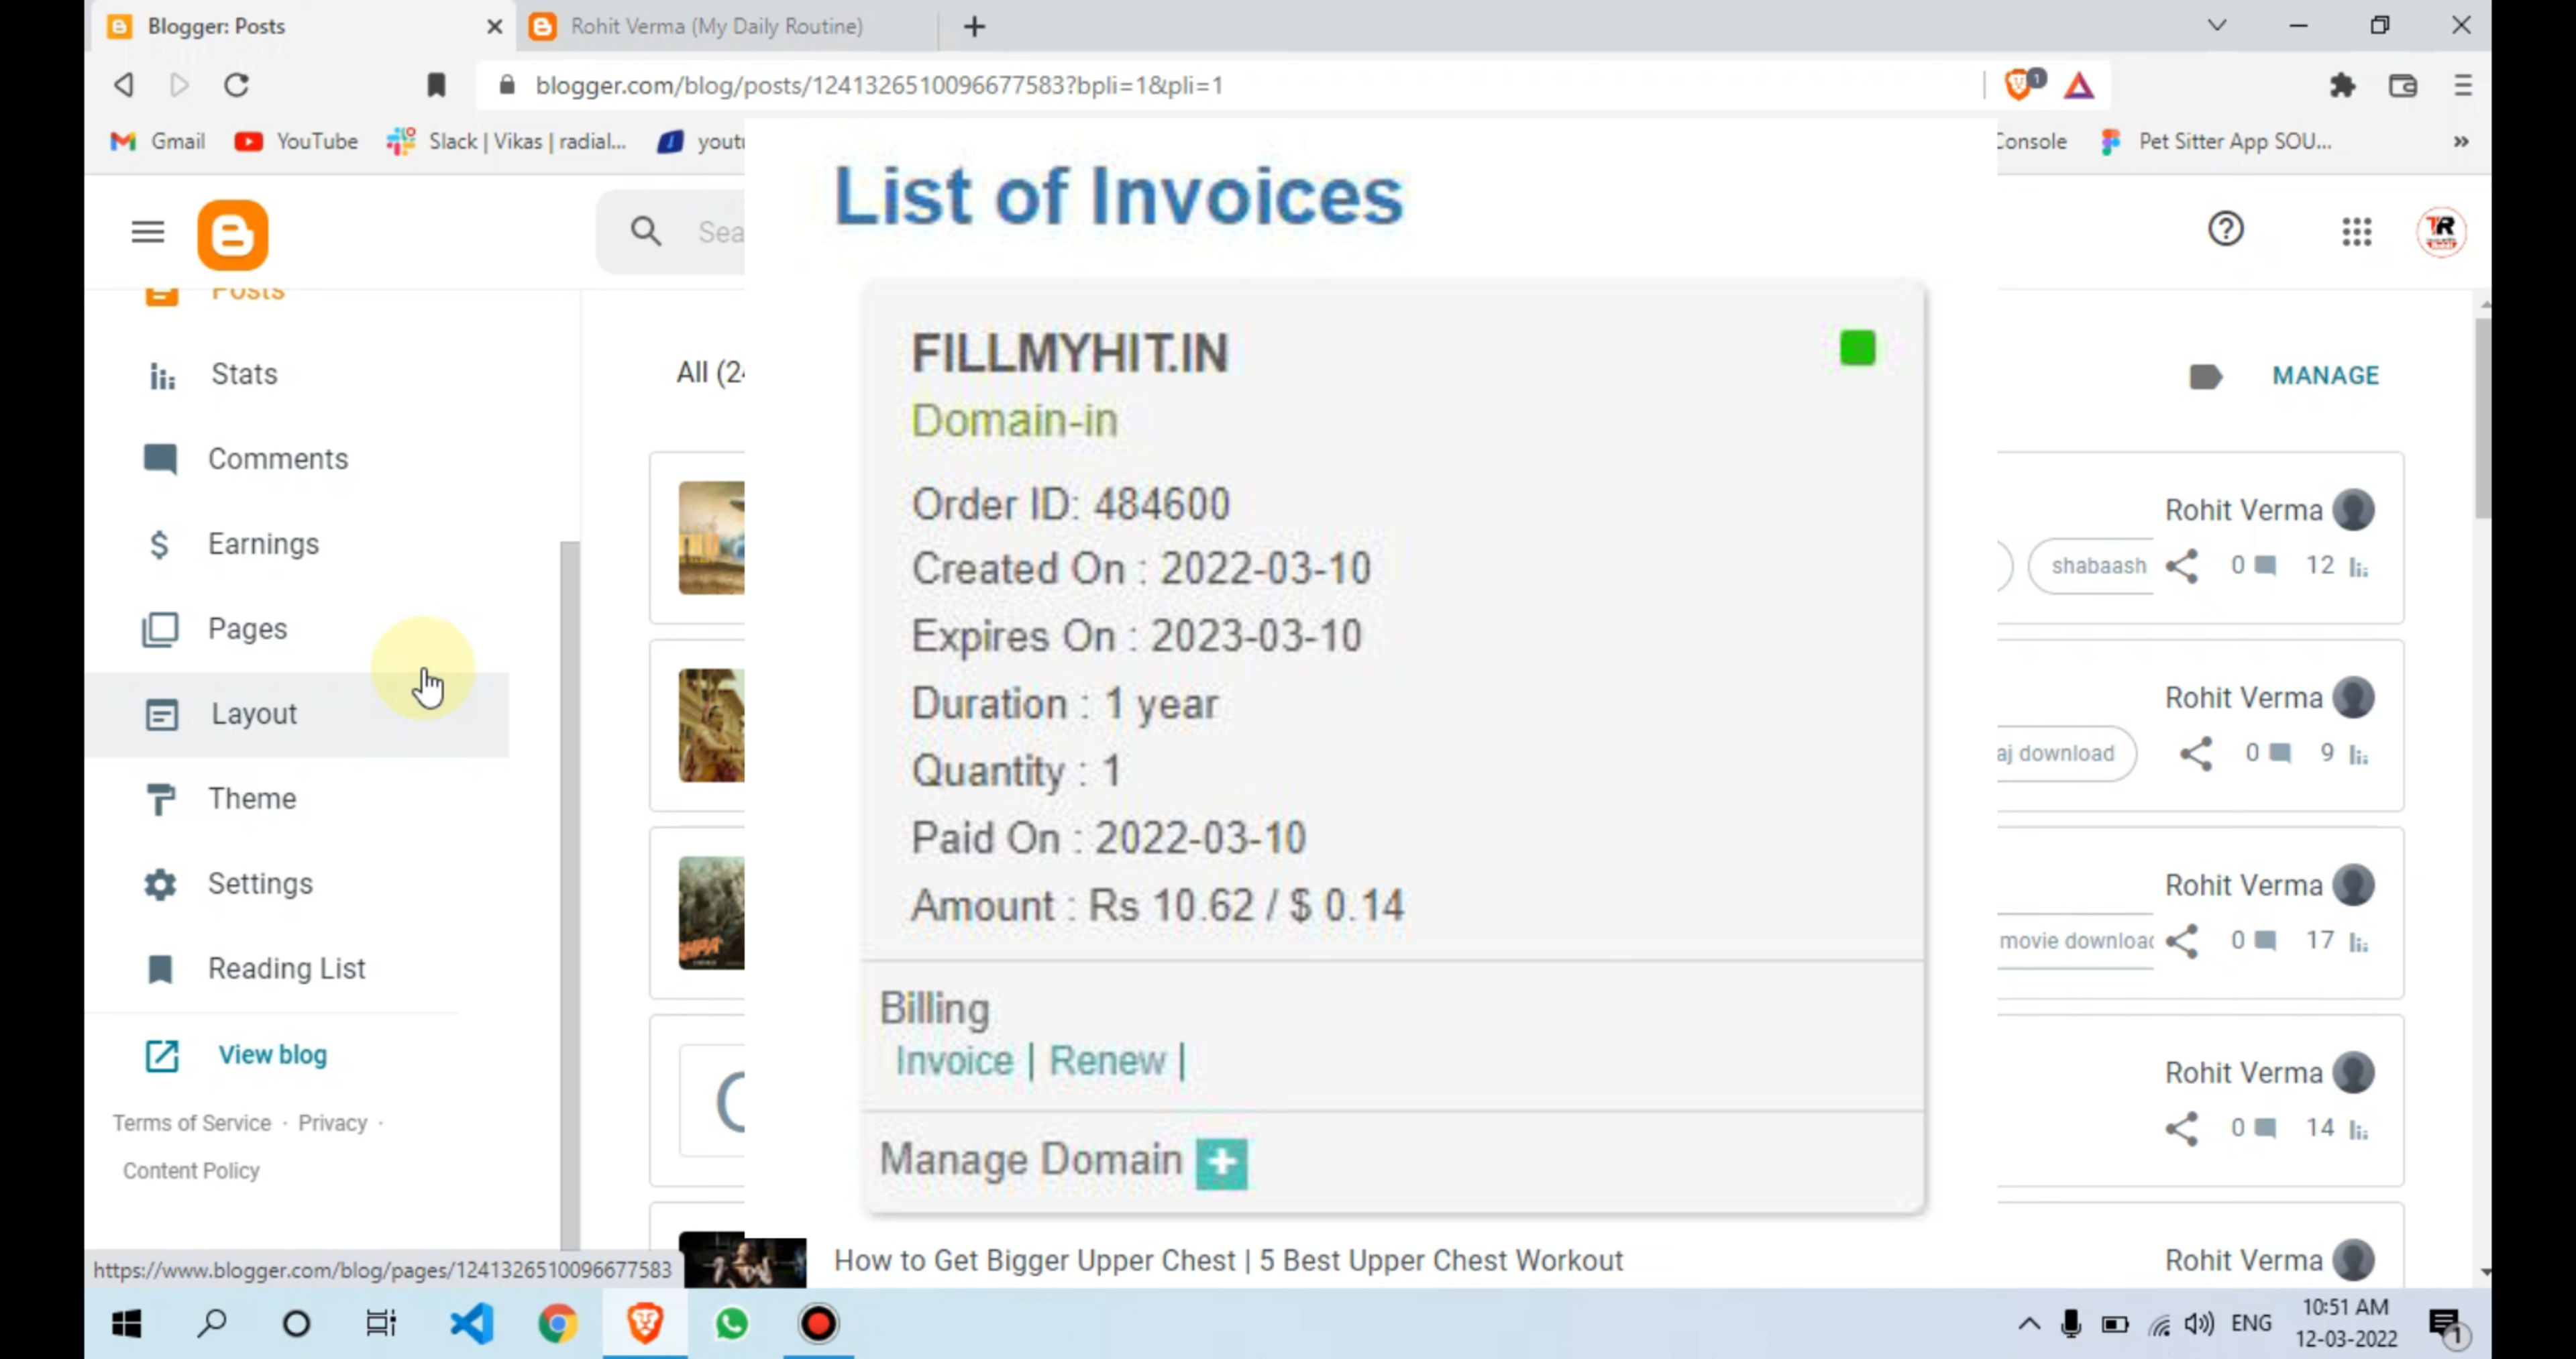 Blogger: Posts
Rohit Verma (My Daily Routine)
blogger.com/blog/posts/1241326510096677583?bpli=1&pli=1
1
Gmail
YouTube
Slack | Vikas | radial...
Console
Pet Sitter App SOU...
List of Invoices
Posts
Stats
Comments
Earnings
Pages
Layout
Theme
Settings
Reading List
View blog
Terms of Service · Privacy ·
Content Policy
https://www.blogger.com/blog/pages/1241326510096677583
All
MANAGE
FILLMYHIT.IN
Domain-in
Order ID: 484600
Created On : 2022-03-10
Expires On : 2023-03-10
Duration : 1 year
Quantity : 1
Paid On : 2022-03-10
Amount : Rs 10.62 / $ 0.14
Billing
Invoice | Renew |
Manage Domain +
Rohit Verma
shabaash
0 12
Rohit Verma
aj download
0 9
Rohit Verma
movie download
0 17
Rohit Verma
0 14
How to Get Bigger Upper Chest | 5 Best Upper Chest Workout
Rohit Verma
ENG
10:51 AM
12-03-2022
1